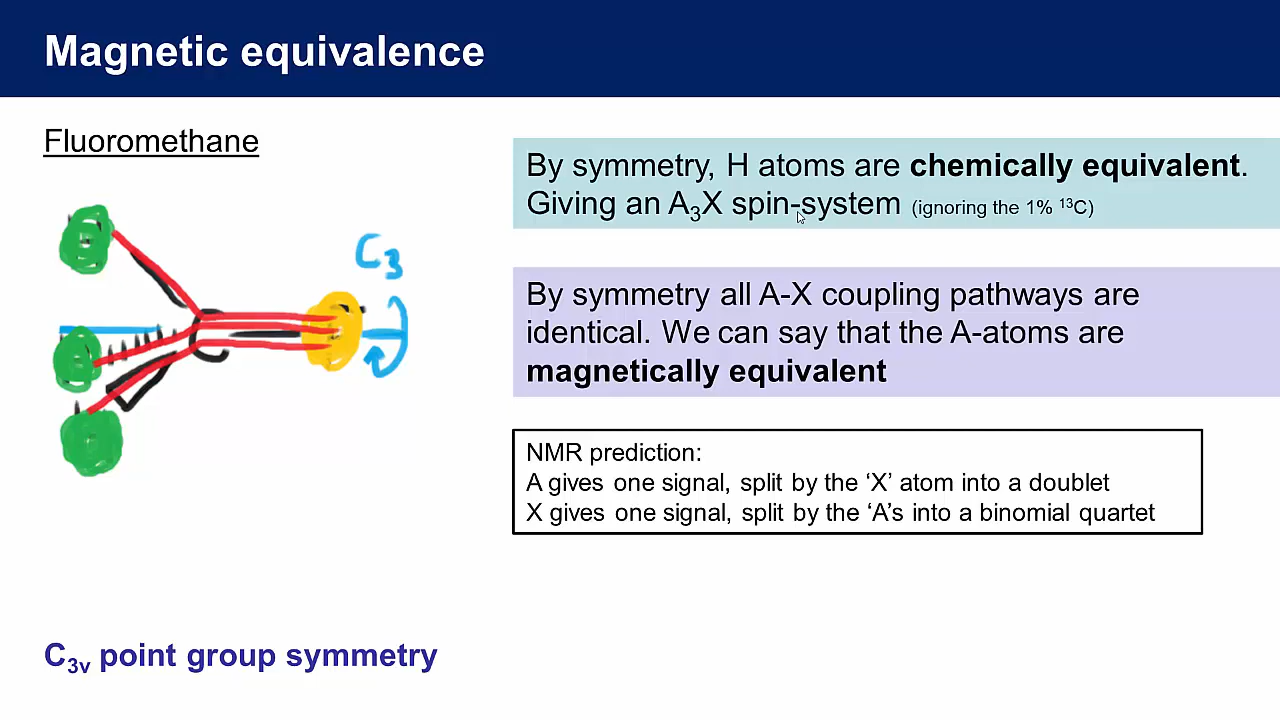 Magnetic equivalence
Fluoromethane
C3
By symmetry, H atoms are chemically equivalent.
Giving an A₃X spin-system (ignoring the 1% ¹³C)
By symmetry all A-X coupling pathways are
identical. We can say that the A-atoms are
magnetically equivalent
NMR prediction:
A gives one signal, split by the ‘X’ atom into a doublet
X gives one signal, split by the ‘A’s into a binomial quartet
C₃ᵥ point group symmetry